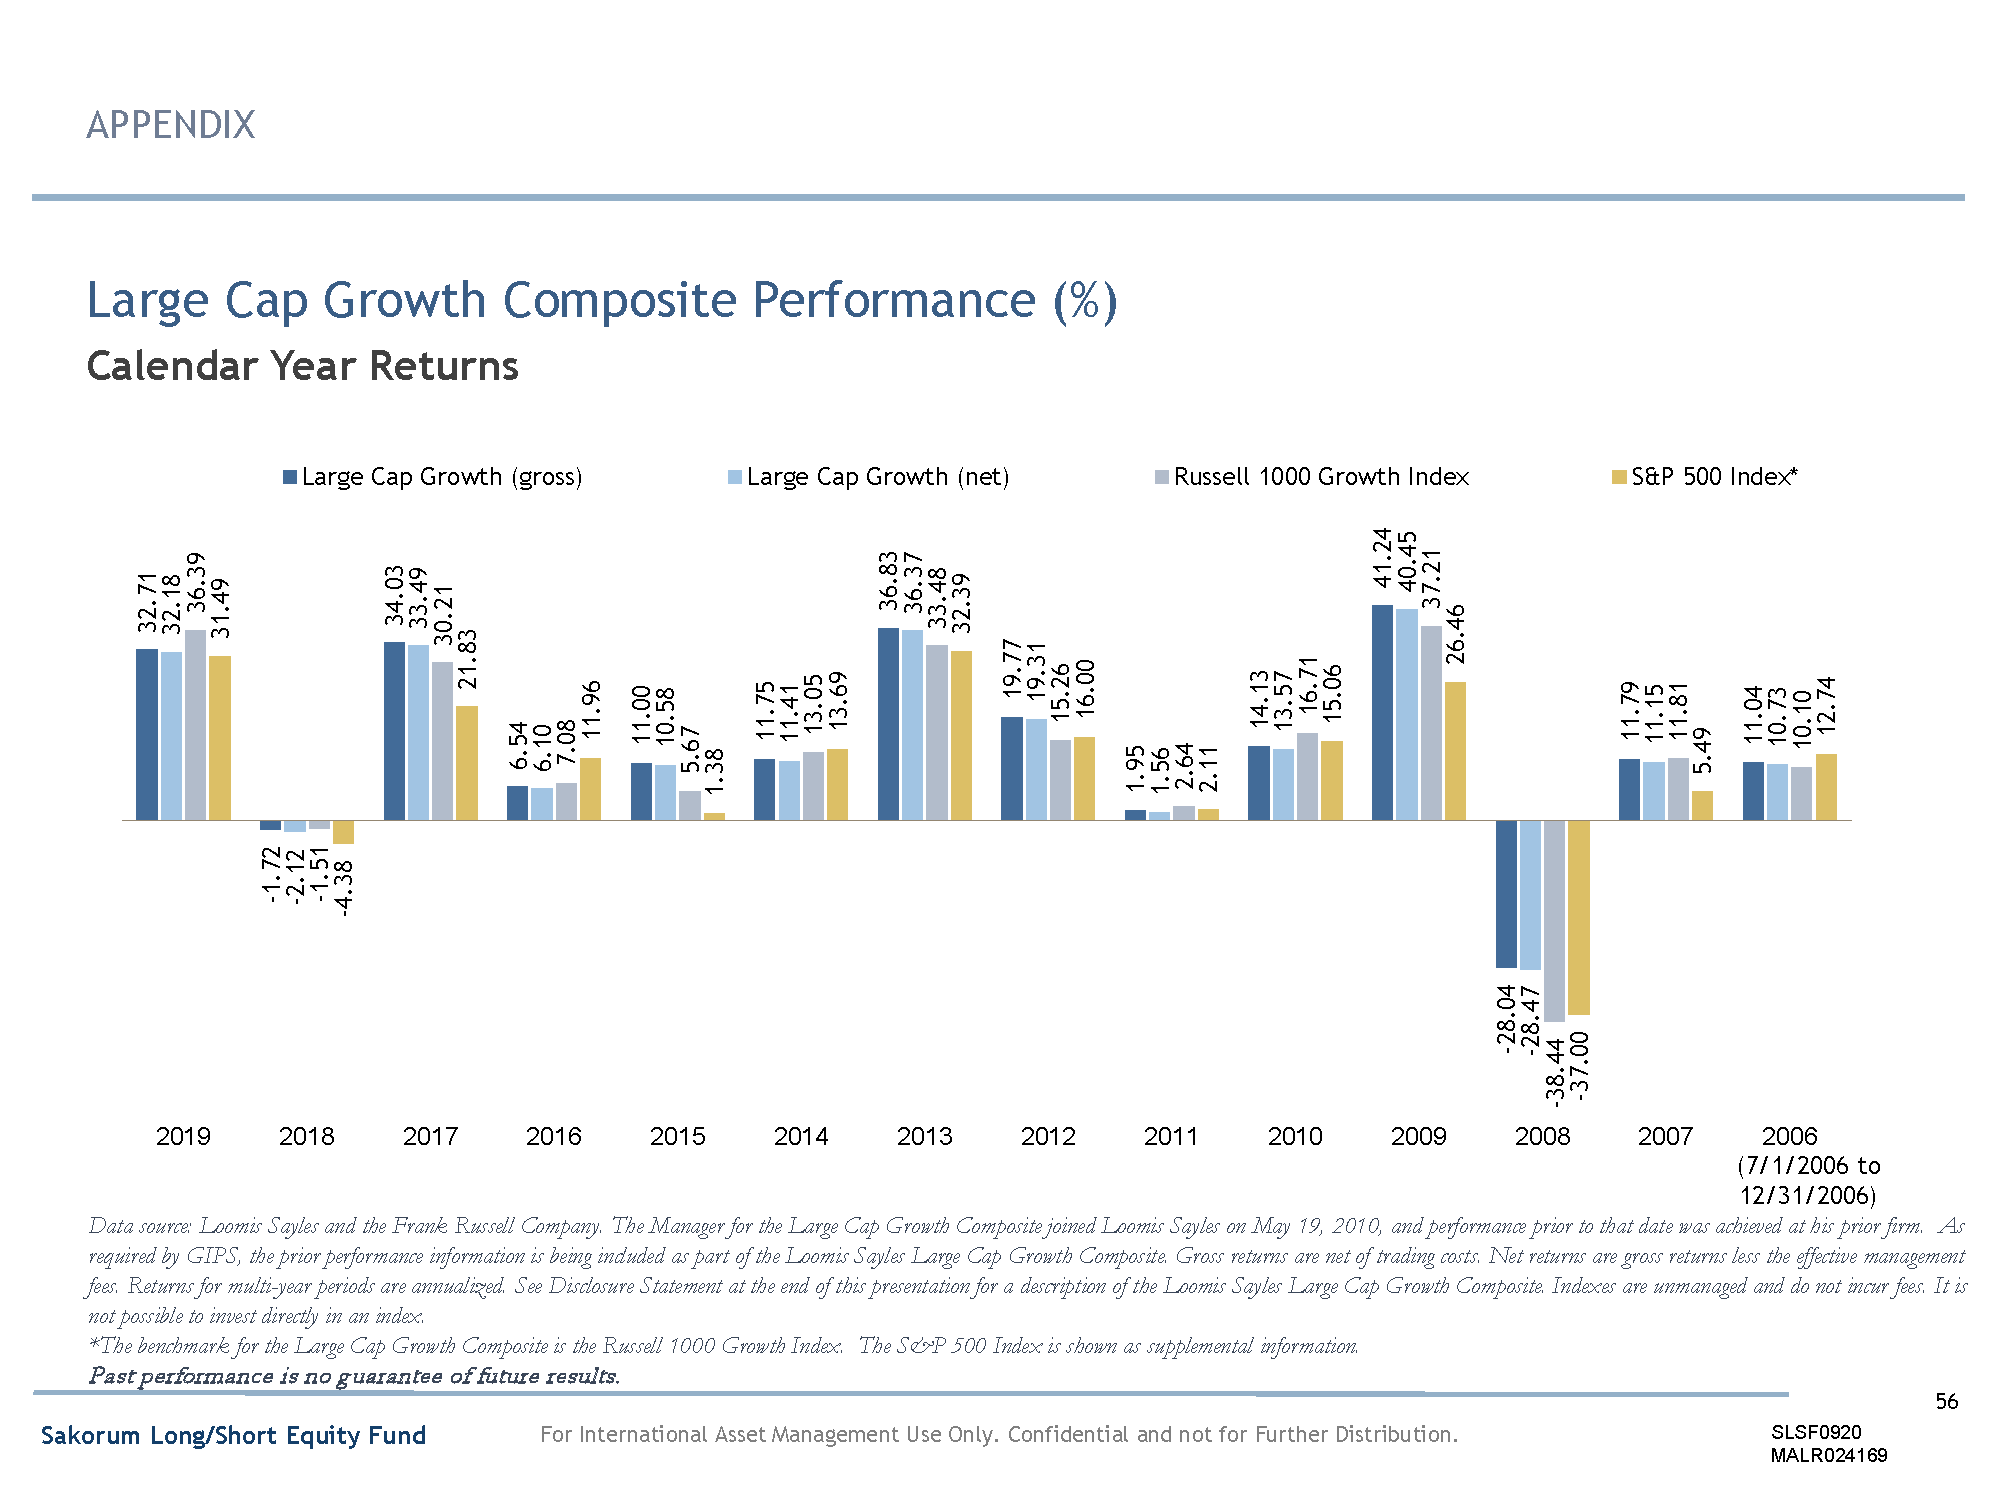 APPENDIX
Large Cap Growth Composite Performance (%)
Calendar Year Returns
Large Cap Growth (gross) Large Cap Growth (net) Russell 1000 Growth Index S&P 500 Index*
32.71 32.18 36.39 31.49
-1.72 -2.12 -1.51 -4.38
34.03 33.49 30.21 21.83
6.54 6.10 7.08 11.96
11.00 10.58 5.67 1.38
11.75 11.41 13.05 13.69
36.83 36.37 33.48 32.39
19.77 19.31 15.26 16.00
1.95 1.56 2.64 2.11
14.13 13.57 16.71 15.06
41.24 40.45 37.21 26.46
-28.04 -28.47 -38.44 -37.00
11.79 11.15 11.81 5.49
11.04 10.73 10.10 12.74
2019 2018 2017 2016 2015 2014 2013 2012 2011 2010 2009 2008 2007 2006
(7/1/2006 to
12/31/2006)
Data source: Loomis Sayles and the Frank Russell Company. The Manager for the Large Cap Growth Composite joined Loomis Sayles on May 19, 2010, and performance prior to that date was achieved at his prior firm. As
required by GIPS, the prior performance information is being included as part of the Loomis Sayles Large Cap Growth Composite. Gross returns are net of trading costs. Net returns are gross returns less the effective management
fees. Returns for multi-year periods are annualized. See Disclosure Statement at the end of this presentation for a description of the Loomis Sayles Large Cap Growth Composite. Indexes are unmanaged and do not incur fees. It is
not possible to invest directly in an index.
*The benchmark for the Large Cap Growth Composite is the Russell 1000 Growth Index. The S&P 500 Index is shown as supplemental information.
Past performance is no guarantee of future results.
56
Sakorum Long/Short Equity Fund For International Asset Management Use Only. Confidential and not for Further Distribution. SLSF0920
MALR024169